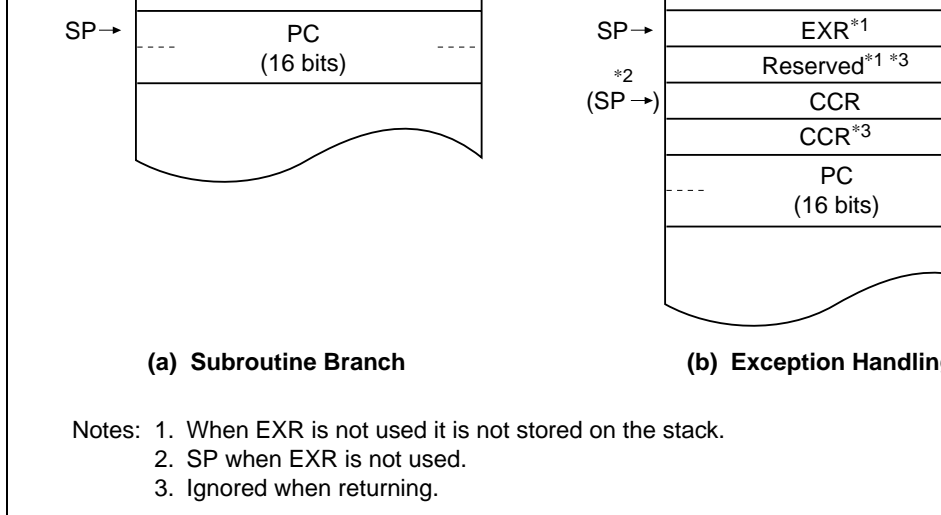 SP→
PC
(16 bits)
(a) Subroutine Branch
SP→
*2
(SP→)
EXR*1
Reserved*1 *3
CCR
CCR*3
PC
(16 bits)
(b) Exception Handlin
Notes: 1. When EXR is not used it is not stored on the stack.
2. SP when EXR is not used.
3. Ignored when returning.